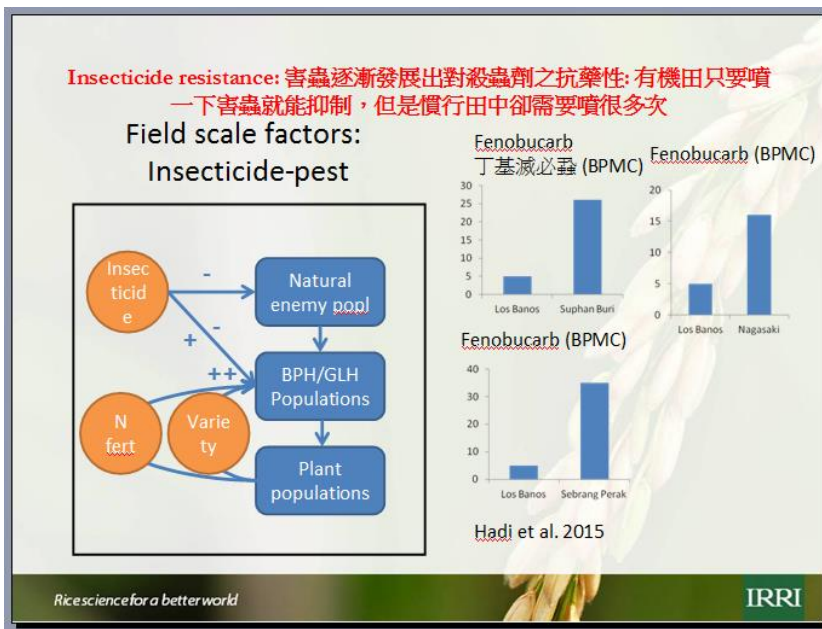 Insecticide resistance: 害蟲逐漸發展出對殺蟲劑之抗藥性: 有機田只要噴
一下害蟲就能抑制，但是慣行田中卻需要噴很多次
Field scale factors:
Insecticide-pest
Insec
ticid
e
-
Natural
enemy popl
-
+
++
BPH/GLH
Populations
N
fert
Varie
ty
Plant
populations
Fenobucarb
丁基滅必蝨 (BPMC)
30
25
20
15
10
5
0
Los Banos
Suphan Buri
Fenobucarb (BPMC)
20
15
10
5
0
Los Banos
Nagasaki
Fenobucarb (BPMC)
40
30
20
10
0
Los Banos
Sebrang Perak
Hadi et al. 2015
Rice science for a better world
IRRI